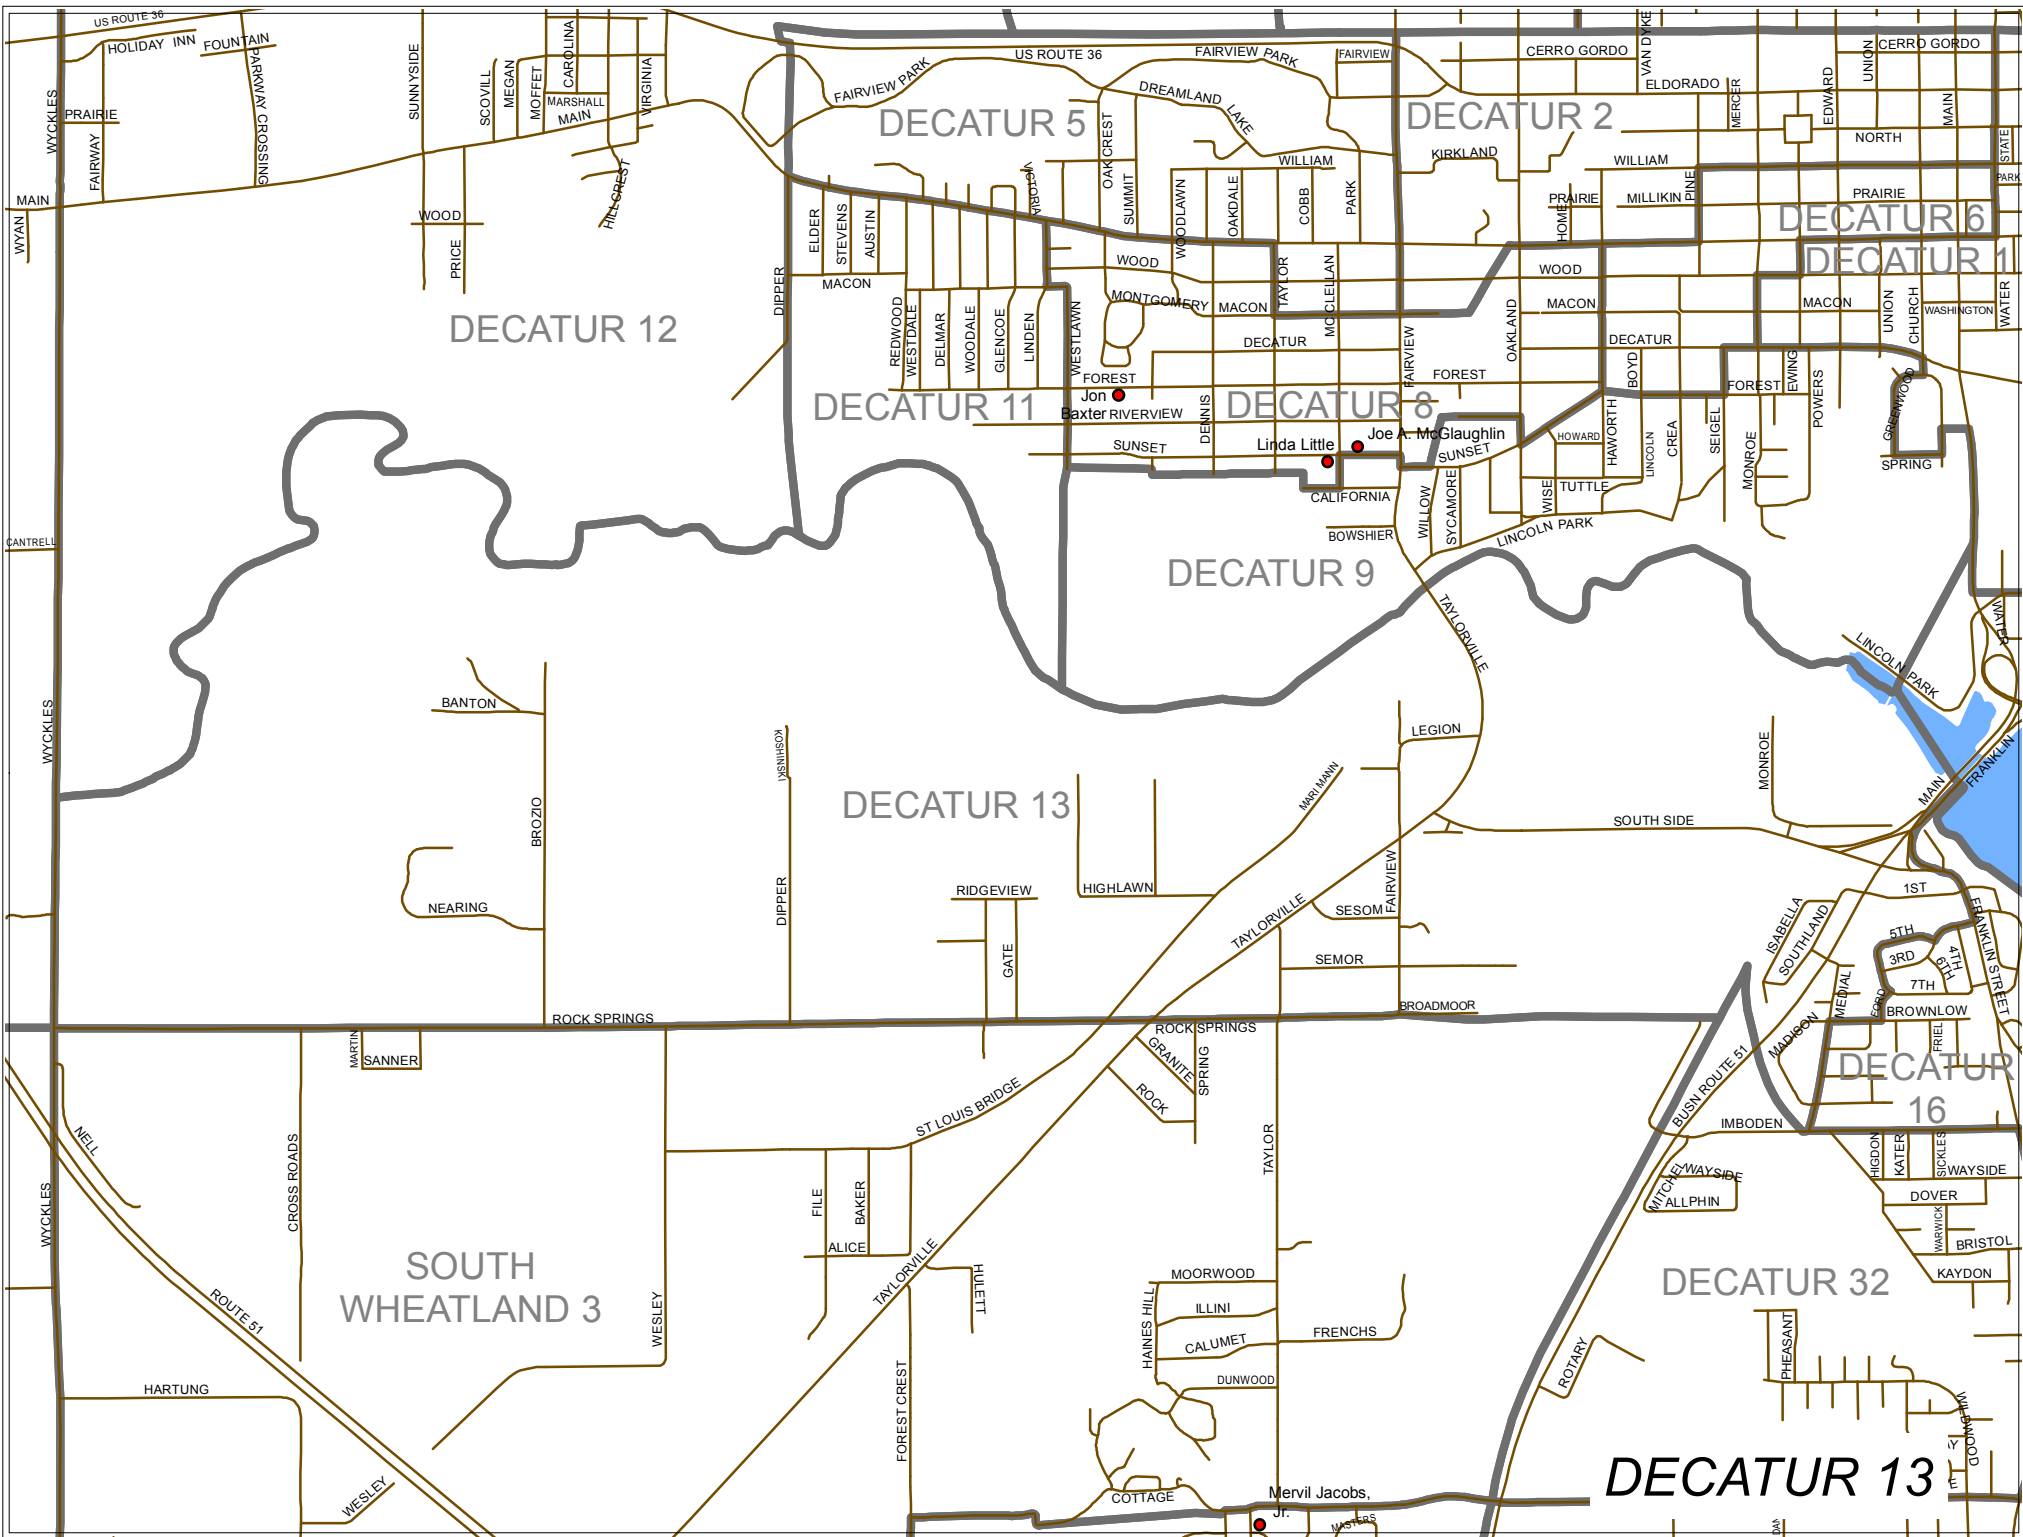 US ROUTE 36
HOLIDAY INN
FOUNTAIN
PARKWAY CROSSING
WYCKLES
PRAIRIE
FAIRWAY
MAIN
WYAN
SUNNYSIDE
SCOVILL
MEGAN
MOFFET
CAROLINA
MARSHALL
MAIN
VIRGINIA
HILLCREST
WOOD
PRICE
DIPPER
DECATUR 12
FAIRVIEW PARK
US ROUTE 36
FAIRVIEW PARK
FAIRVIEW
DREAMLAND
LAKE
DECATUR 5
OAK CREST
SUMMIT
VICTORIA
WOODLAWN
OAKDALE
WILLIAM
COBB
PARK
DECATUR 2
CERRO GORDO
VAN DYKE
ELDORADO
MERCER
EDWARD
UNION
CERRO GORDO
MAIN
NORTH
STATE
PARK
KIRKLAND
WILLIAM
PRAIRIE
HOME
MILLIKIN
PINE
PRAIRIE
DECATUR 6
DECATUR 1
ELDER
STEVENS
AUSTIN
MACON
REDWOOD
WESTDALE
DELMAR
WOODALE
GLENCOE
LINDEN
WESTLAWN
WOOD
MONTGOMERY
MACON
TAYLOR
MCCLELLAN
DECATUR
FAIRVIEW
OAKLAND
WOOD
MACON
DECATUR
BOYD
MACON
UNION
CHURCH
WASHINGTON
WATER
FOREST
Jon
Baxter
RIVERVIEW
SUNSET
DENNIS
DECATUR 11
DECATUR 8
FOREST
Linda Little
Joe A. McGlaughlin
SUNSET
CALIFORNIA
BOWSHIER
WILLOW
SYCAMORE
HOWARD
HAWORTH
LINCOLN
CREA
SEIGEL
FOREST
EWING
POWERS
MONROE
GREENWOOD
SPRING
WISE
TUTTLE
LINCOLN PARK
DECATUR 9
CANTRELL
TAYLORVILLE
LINCOLN PARK
WATER
WYCKLES
BANTON
BROZIO
KOSHINSKI
DIPPER
DECATUR 13
NEARING
RIDGEVIEW
GATE
HIGHLAWN
MARI MANN
LEGION
FAIRVIEW
SESOM
TAYLORVILLE
SEMOR
BROADMOOR
SOUTH SIDE
MONROE
MAIN
FRANKLIN
1ST
ISABELLA
SOUTHLAND
5TH
3RD
4TH
6TH
7TH
FRANKLIN STREET
MEDIAL
FORD
BROWNLOW
FRIEL
MADISON
DECATUR
16
ROCK SPRINGS
ROCK SPRINGS
MARTIN
SANNER
GRANITE
SPRING
ROCK
ST LOUIS BRIDGE
TAYLOR
BUSN ROUTE 51
IMBODEN
NELL
CROSS ROADS
WYCKLES
FILE
BAKER
ALICE
TAYLORVILLE
HULETT
WESLEY
SOUTH
WHEATLAND 3
ROUTE 51
HARTUNG
WESLEY
FOREST CREST
MOORWOOD
HAINES HILL
ILLINI
CALUMET
FRENCHS
DUNWOOD
COTTAGE
Mervil Jacobs,
Jr.
MASTERS
MITCHEL
WAYSIDE
ALLPHIN
HIGDON
KATER
SICKLES
WAYSIDE
DOVER
WARWICK
BRISTOL
KAYDON
DECATUR 32
PHEASANT
ROTARY
WILDWOOD
DECATUR 13